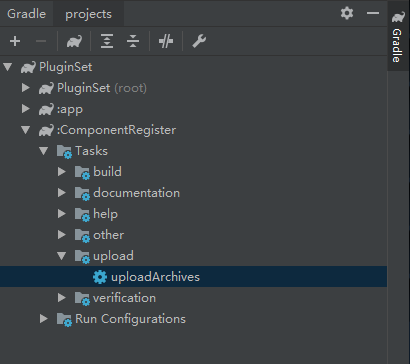 Gradle projects
PluginSet
PluginSet (root)
:app
:ComponentRegister
Tasks
build
documentation
help
other
upload
uploadArchives
verification
Run Configurations
Gradle